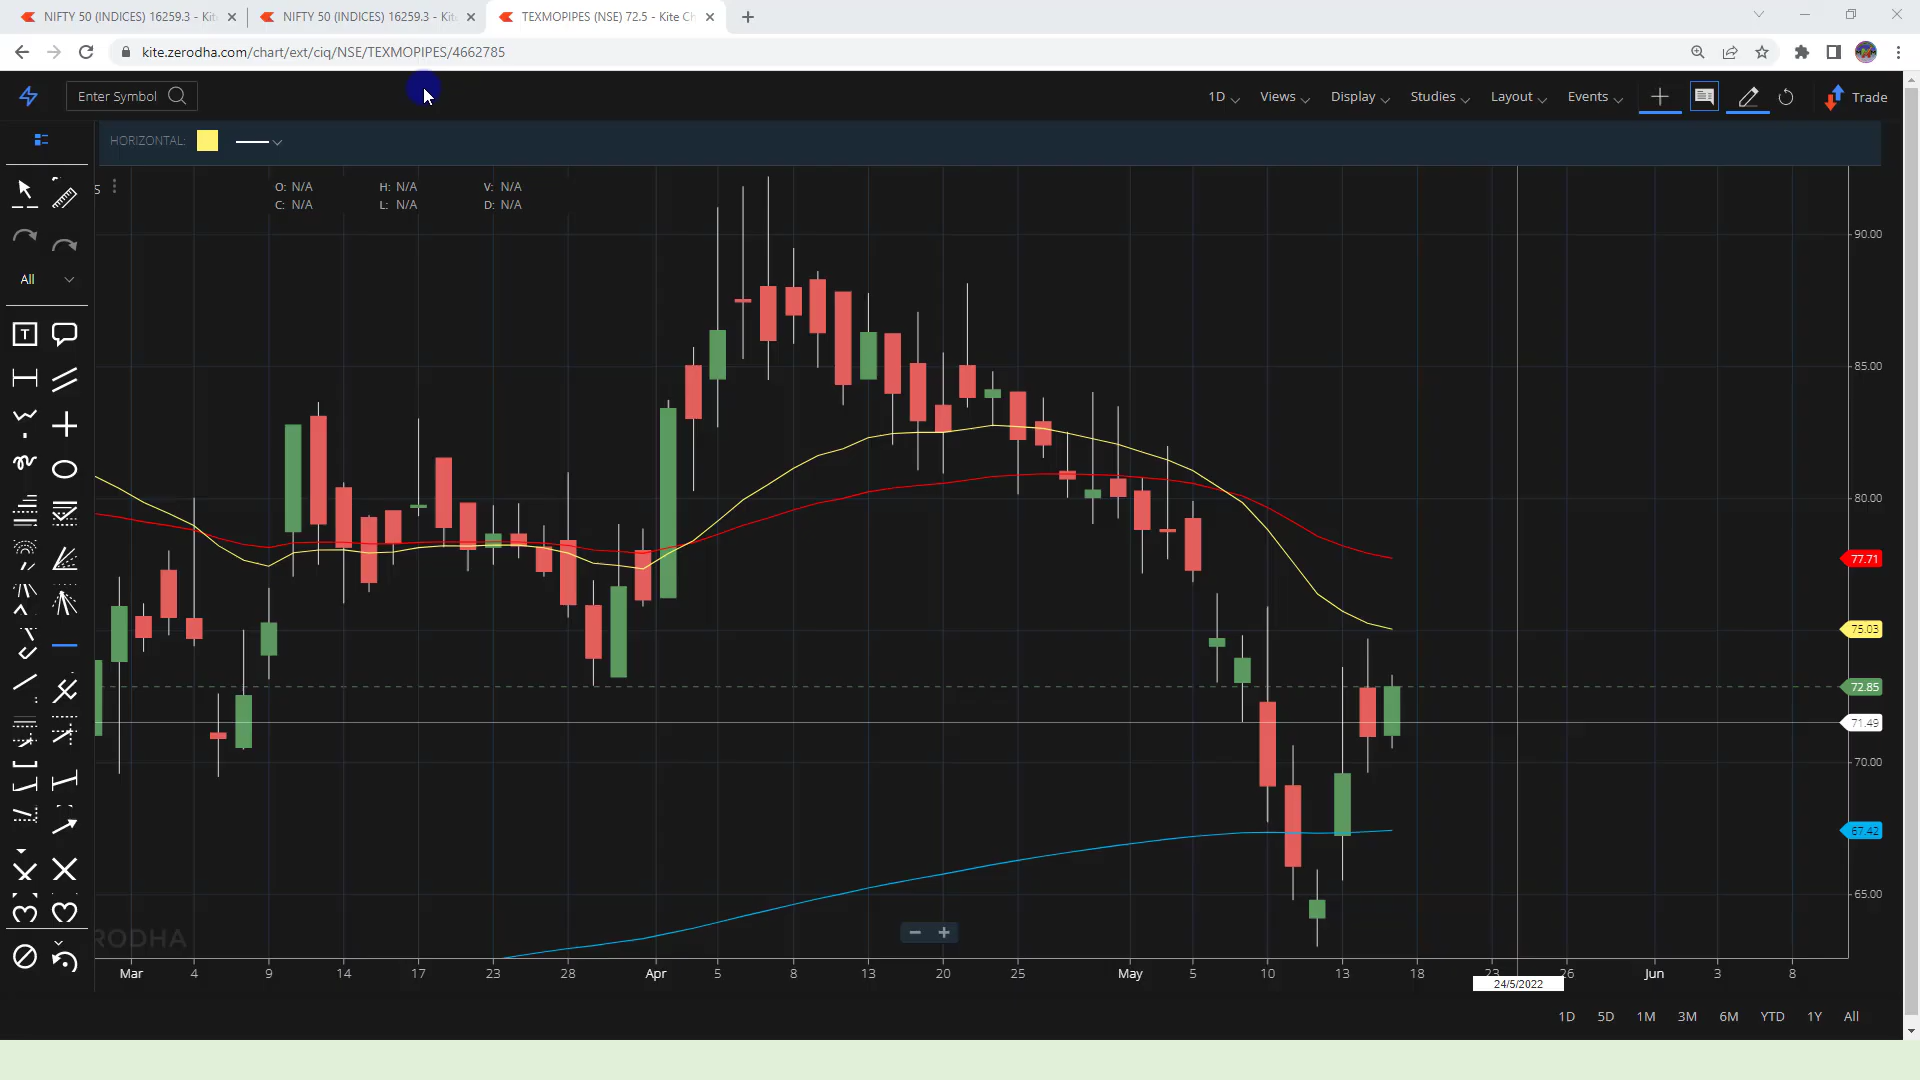 NIFTY 50 (INDICES) 16259.3 - Kit
NIFTY 50 (INDICES) 16259.3 - Kit
TEXMOPIPES (NSE) 72.5 - Kite Ch
kite.zerodha.com/chart/ext/ciq/NSE/TEXMOPIPES/4662785
Enter Symbol
1D
Views
Display
Studies
Layout
Events
Trade
HORIZONTAL:
S
O: N/A H: N/A V: N/A
C: N/A L: N/A D: N/A
All
T
90.00
85.00
80.00
77.71
75.03
72.85
71.49
70.00
67.42
65.00
RODHA
Mar 4 9 14 17 23 28 Apr 5 8 13 20 25 May 5 10 13 18 23 26 Jun 3 8
24/5/2022
1D 5D 1M 3M 6M YTD 1Y All